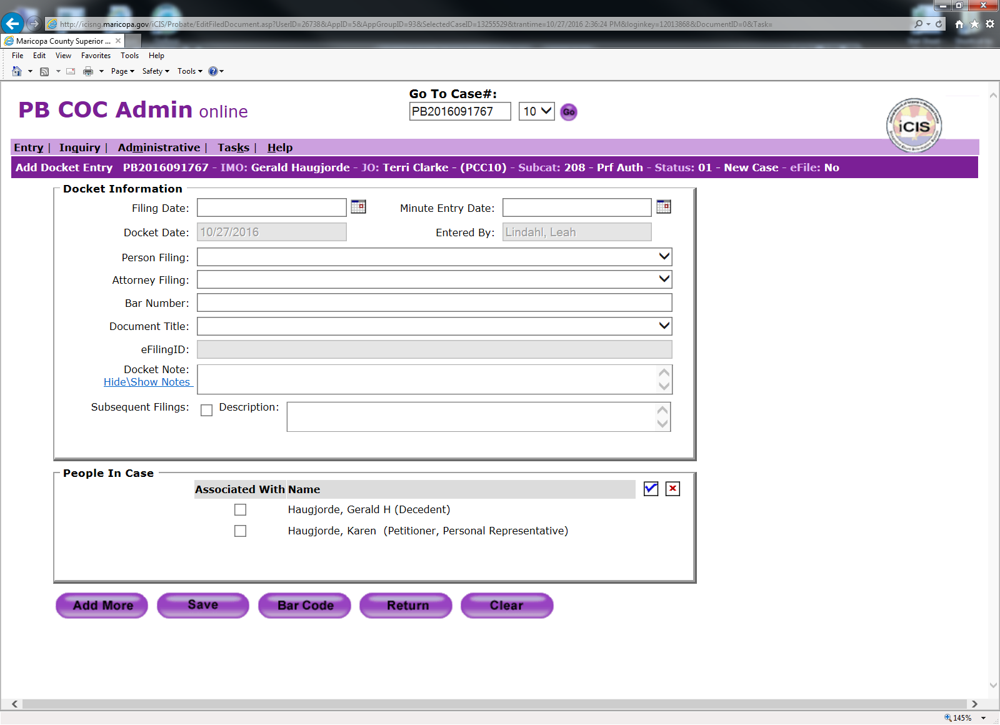 http://icisng.maricopa.gov/iCIS/Probate/EditFiledDocument.asp?UserID=26738&AppID=5&AppGroupID=93&SelectedCaseID=13255529&trantime=10/27/2016 2:36:24 PM&loginkey=12013868&DocumentID=0&Task=
Maricopa County Superior ...
File Edit View Favorites Tools Help
Page Safety Tools
PB COC Admin online
Go To Case#:
PB2016091767 10 Go
iCIS
Entry | Inquiry | Administrative | Tasks | Help
Add Docket Entry PB2016091767 - IMO: Gerald Haugjorde - JO: Terri Clarke - (PCC10) - Subcat: 208 - Prf Auth - Status: 01 - New Case - eFile: No
Docket Information
Filing Date: Minute Entry Date:
Docket Date: 10/27/2016 Entered By: Lindahl, Leah
Person Filing:
Attorney Filing:
Bar Number:
Document Title:
eFilingID:
Docket Note:
Hide\Show Notes
Subsequent Filings: Description:
People In Case
Associated With Name
Haugjorde, Gerald H (Decedent)
Haugjorde, Karen (Petitioner, Personal Representative)
Add More Save Bar Code Return Clear
145%